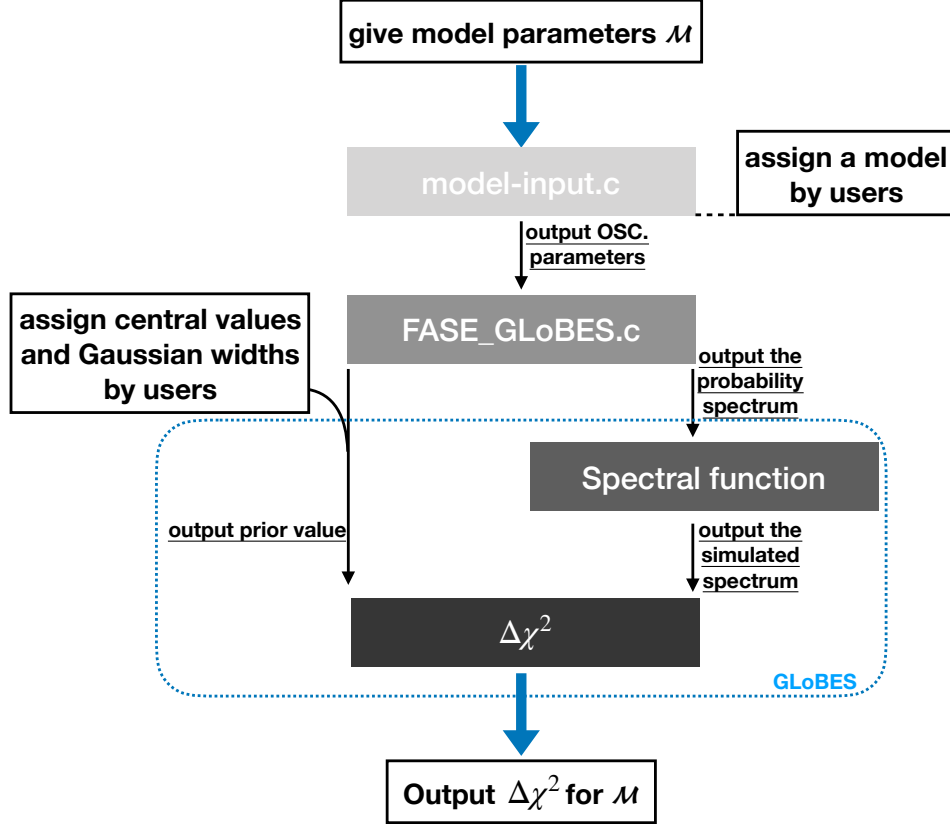 give model parameters ℳ
model-input.c
assign a model
by users
output OSC.
parameters
assign central values
and Gaussian widths
by users
FASE_GLoBES.c
output the
probability
spectrum
Spectral function
output prior value
output the
simulated
spectrum
Δχ²
GLoBES
Output Δχ² for ℳ